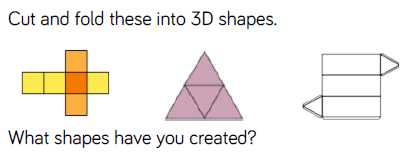 Cut and fold these into 3D shapes.
What shapes have you created?